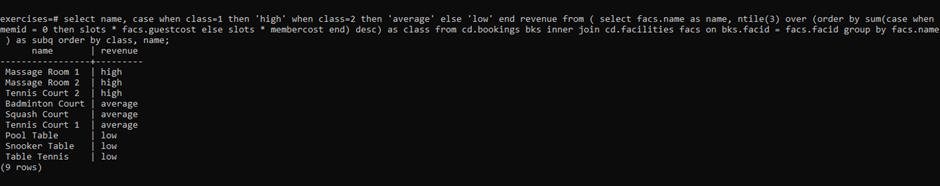 exercises=# select name, case when class=1 then 'high' when class=2 then 'average' else 'low' end revenue from ( select facs.name as name, ntile(3) over (order by sum(case when
memid = 0 then slots * facs.guestcost else slots * membercost end) desc) as class from cd.bookings bks inner join cd.facilities facs on bks.facid = facs.facid group by facs.name
 ) as subq order by class, name;
      name       | revenue
-----------------+---------
 Massage Room 1  | high
 Massage Room 2  | high
 Tennis Court 2  | high
 Badminton Court | average
 Squash Court    | average
 Tennis Court 1  | average
 Pool Table      | low
 Snooker Table   | low
 Table Tennis    | low
(9 rows)